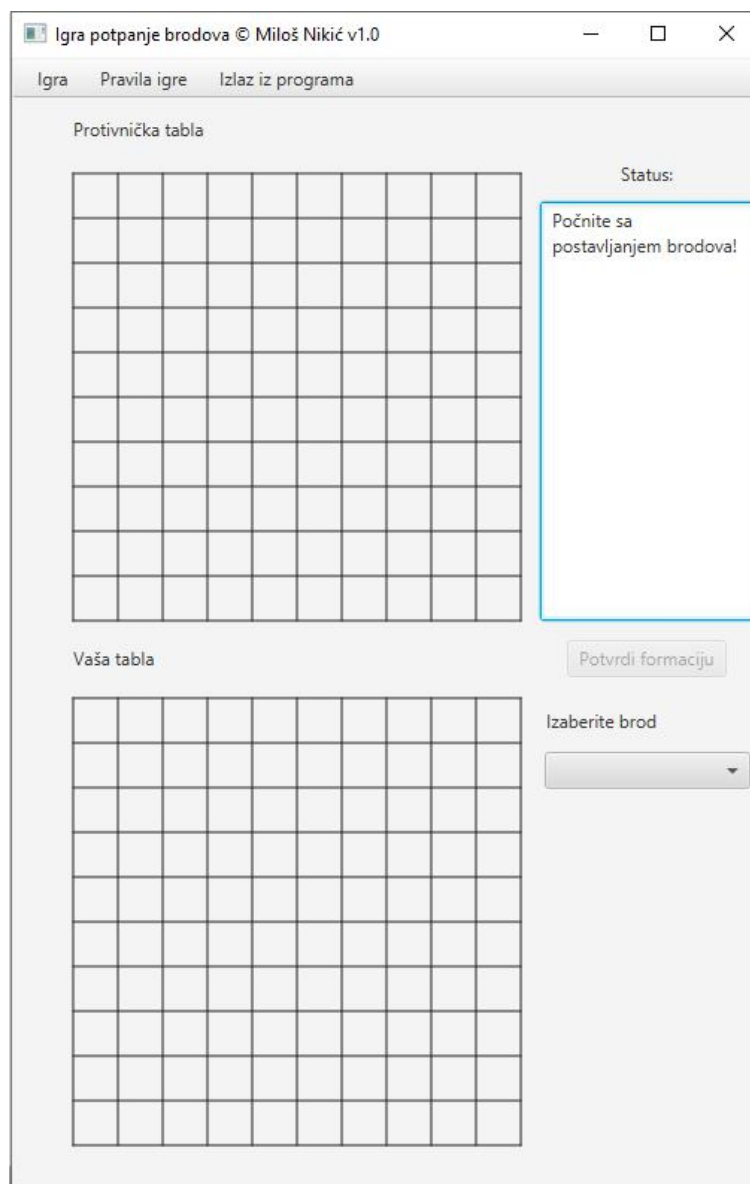 Igra potpanje brodova © Miloš Nikić v1.0
Igra Pravila igre Izlaz iz programa
Protivnička tabla
Status:
Počnite sa
postavljanjem brodova!
Vaša tabla
Potvrdi formaciju
Izaberite brod